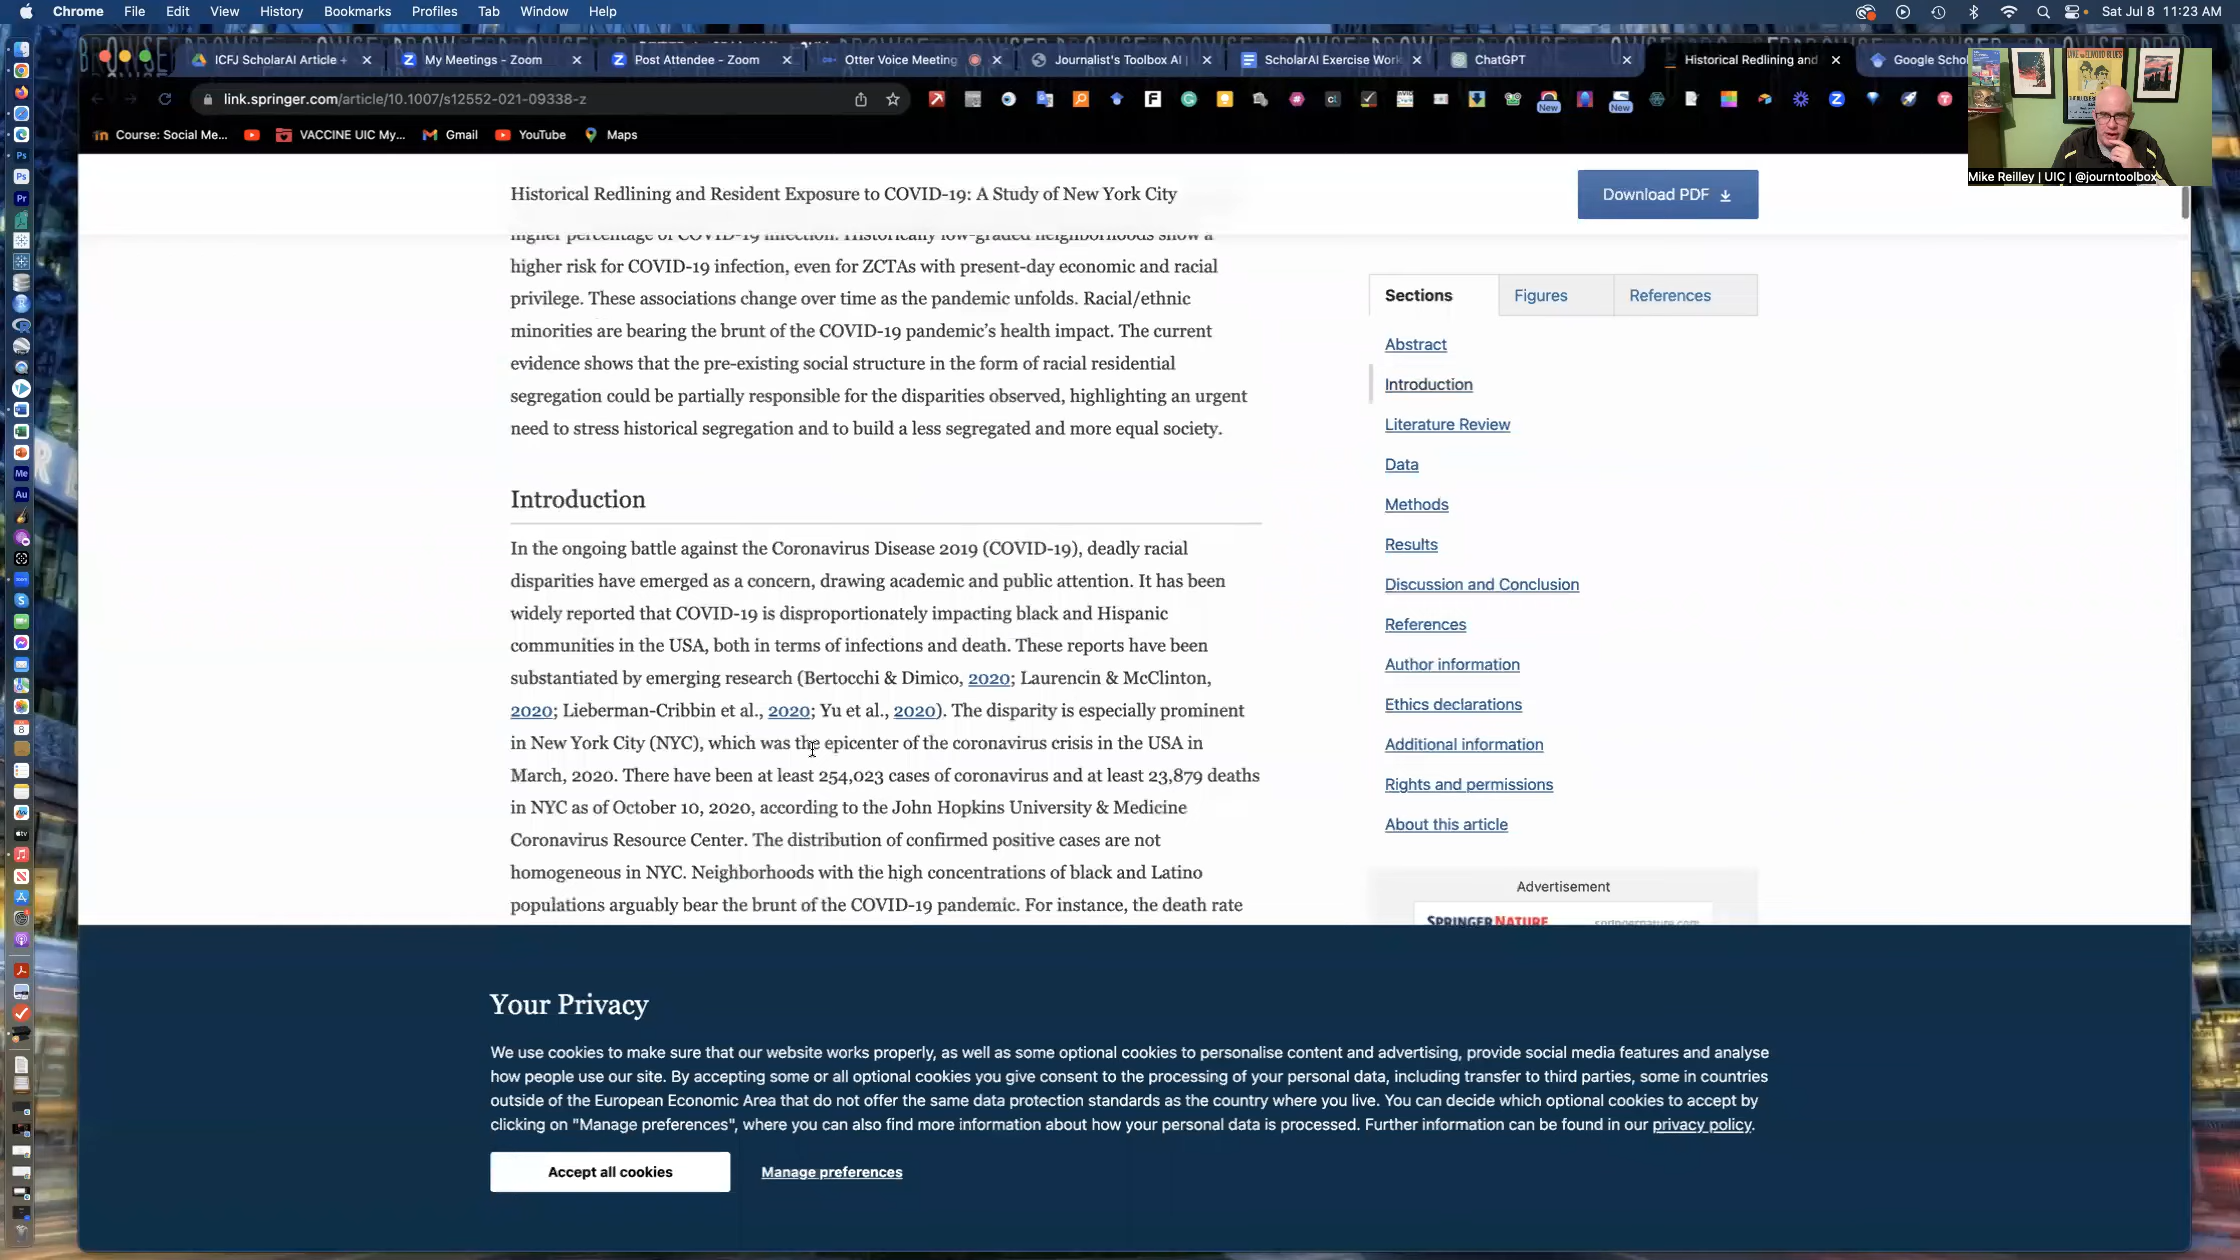 Chrome File Edit View History Bookmarks Profiles Tab Window Help Sat Jul 8 11:23 AM
ICFJ ScholarAI Article + My Meetings - Zoom Post Attendee - Zoom Otter Voice Meeting Journalist's Toolbox AI | ScholarAI Exercise Work ChatGPT Historical Redlining and Google Schol
link.springer.com/article/10.1007/s12552-021-09338-z
New New
Course: Social Me... VACCINE UIC My... Gmail YouTube Maps
Mike Reilley | UIC | @journtoolbox
Historical Redlining and Resident Exposure to COVID-19: A Study of New York City
Download PDF
higher percentage of COVID-19 infection. Historically low-graded neighborhoods show a
higher risk for COVID-19 infection, even for ZCTAs with present-day economic and racial
privilege. These associations change over time as the pandemic unfolds. Racial/ethnic
minorities are bearing the brunt of the COVID-19 pandemic's health impact. The current
evidence shows that the pre-existing social structure in the form of racial residential
segregation could be partially responsible for the disparities observed, highlighting an urgent
need to stress historical segregation and to build a less segregated and more equal society.
Introduction
In the ongoing battle against the Coronavirus Disease 2019 (COVID-19), deadly racial
disparities have emerged as a concern, drawing academic and public attention. It has been
widely reported that COVID-19 is disproportionately impacting black and Hispanic
communities in the USA, both in terms of infections and death. These reports have been
substantiated by emerging research (Bertocchi & Dimico, 2020; Laurencin & McClinton,
2020; Lieberman-Cribbin et al., 2020; Yu et al., 2020). The disparity is especially prominent
in New York City (NYC), which was the epicenter of the coronavirus crisis in the USA in
March, 2020. There have been at least 254,023 cases of coronavirus and at least 23,879 deaths
in NYC as of October 10, 2020, according to the John Hopkins University & Medicine
Coronavirus Resource Center. The distribution of confirmed positive cases are not
homogeneous in NYC. Neighborhoods with the high concentrations of black and Latino
populations arguably bear the brunt of the COVID-19 pandemic. For instance, the death rate
Sections Figures References
Abstract
Introduction
Literature Review
Data
Methods
Results
Discussion and Conclusion
References
Author information
Ethics declarations
Additional information
Rights and permissions
About this article
Advertisement
SPRINGER NATURE springernature.com
Your Privacy
We use cookies to make sure that our website works properly, as well as some optional cookies to personalise content and advertising, provide social media features and analyse
how people use our site. By accepting some or all optional cookies you give consent to the processing of your personal data, including transfer to third parties, some in countries
outside of the European Economic Area that do not offer the same data protection standards as the country where you live. You can decide which optional cookies to accept by
clicking on "Manage preferences", where you can also find more information about how your personal data is processed. Further information can be found in our privacy policy.
Accept all cookies Manage preferences